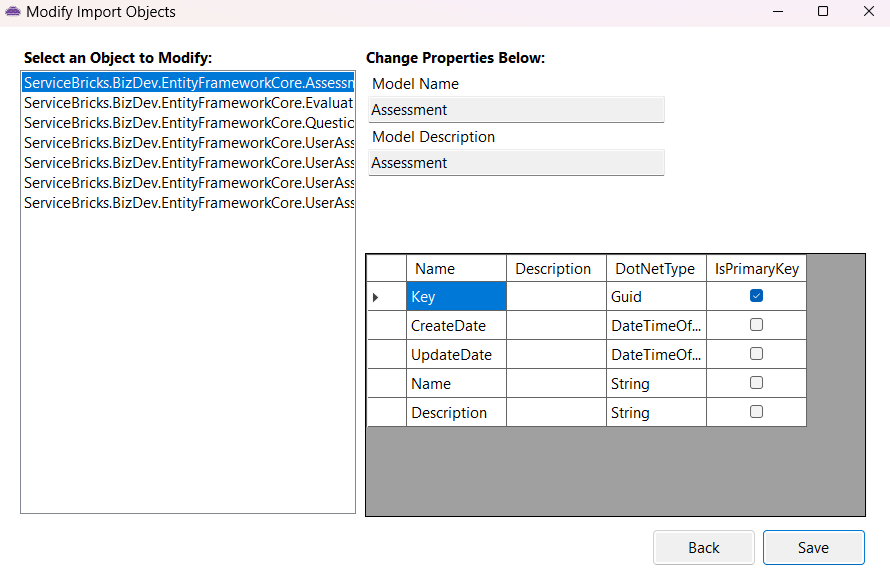 Modify Import Objects
Select an Object to Modify:
ServiceBricks.BizDev.EntityFrameworkCore.Assessm
ServiceBricks.BizDev.EntityFrameworkCore.Evaluat
ServiceBricks.BizDev.EntityFrameworkCore.Questio
ServiceBricks.BizDev.EntityFrameworkCore.UserAss
ServiceBricks.BizDev.EntityFrameworkCore.UserAss
ServiceBricks.BizDev.EntityFrameworkCore.UserAss
ServiceBricks.BizDev.EntityFrameworkCore.UserAss
Change Properties Below:
Model Name
Assessment
Model Description
Assessment
Name Description DotNetType IsPrimaryKey
Key Guid
CreateDate DateTimeOf...
UpdateDate DateTimeOf...
Name String
Description String
Back Save